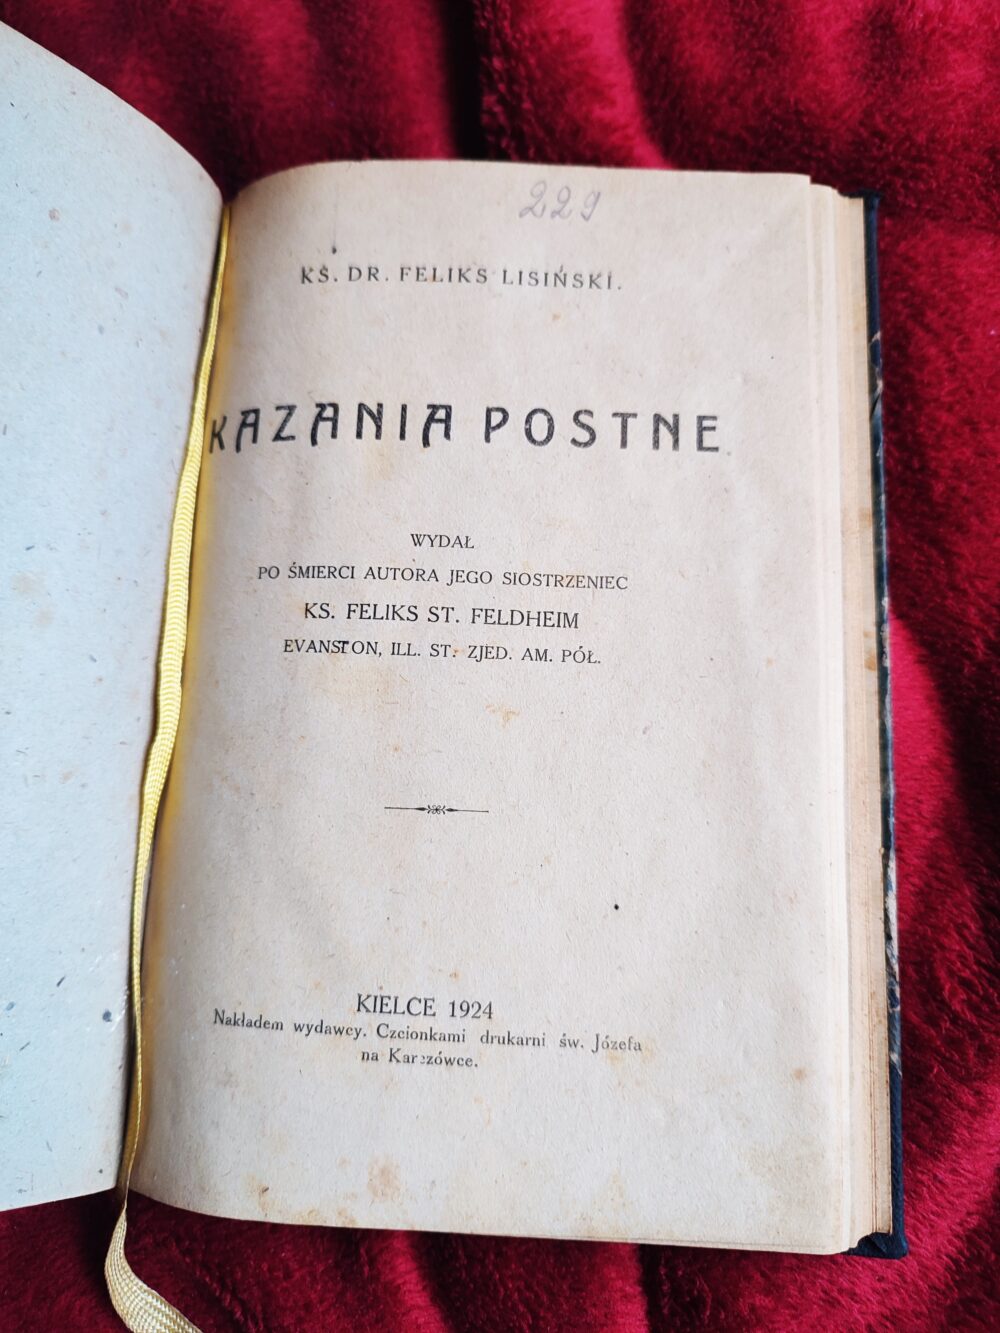 229
KS. DR. FELIKS LISIŃSKI.
KAZANIA POSTNE
WYDAŁ
PO ŚMIERCI AUTORA JEGO SIOSTRZENIEC
KS. FELIKS ST. FELDHEIM
EVANSTON, ILL. ST. ZJED. AM. PÓŁ.
KIELCE 1924
Nakładem wydawcy. Czcionkami drukarni św. Józefa
na Karczówce.